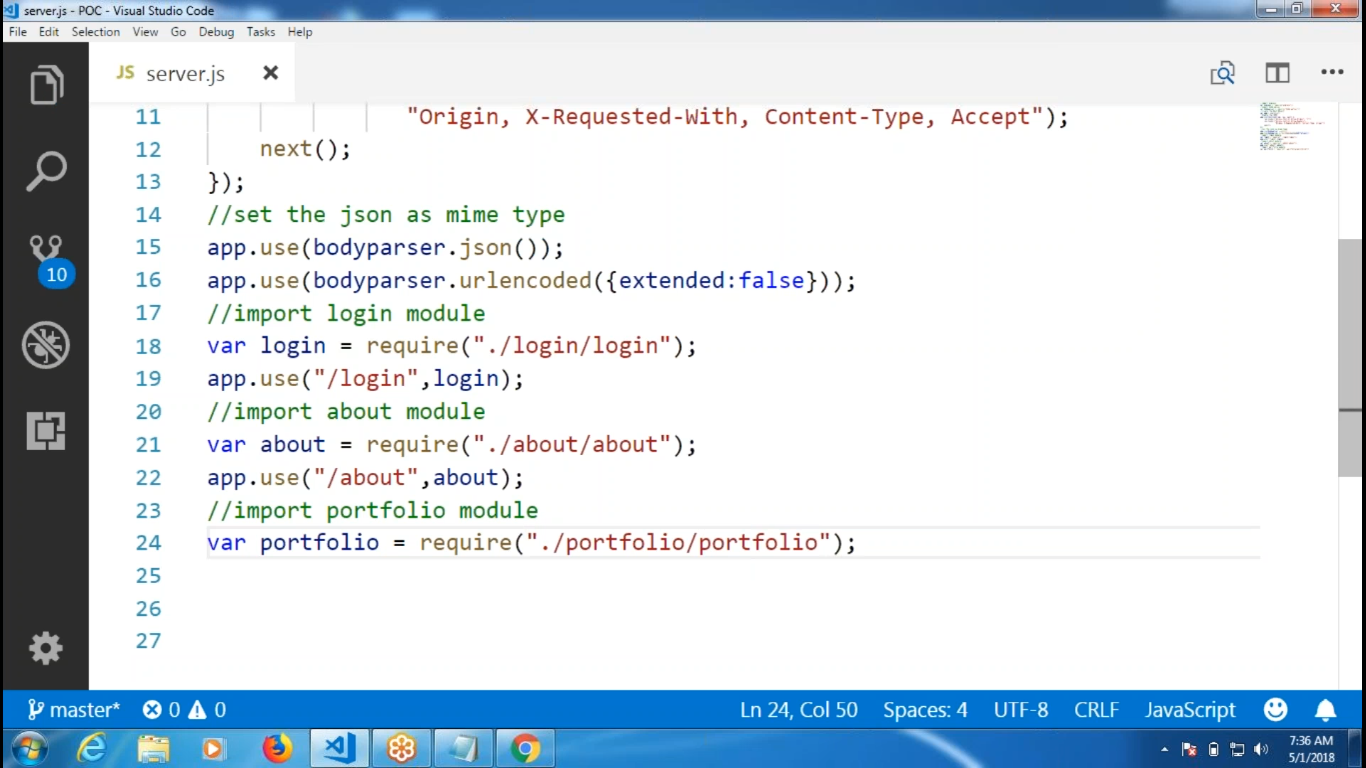 server.js - POC - Visual Studio Code
File Edit Selection View Go Debug Tasks Help
JS server.js
11 "Origin, X-Requested-With, Content-Type, Accept");
12 next();
13 });
14 //set the json as mime type
15 app.use(bodyparser.json());
16 app.use(bodyparser.urlencoded({extended:false}));
17 //import login module
18 var login = require("./login/login");
19 app.use("/login",login);
20 //import about module
21 var about = require("./about/about");
22 app.use("/about",about);
23 //import portfolio module
24 var portfolio = require("./portfolio/portfolio");
25
26
27
10
master* 0 0 Ln 24, Col 50 Spaces: 4 UTF-8 CRLF JavaScript
7:36 AM
5/1/2018